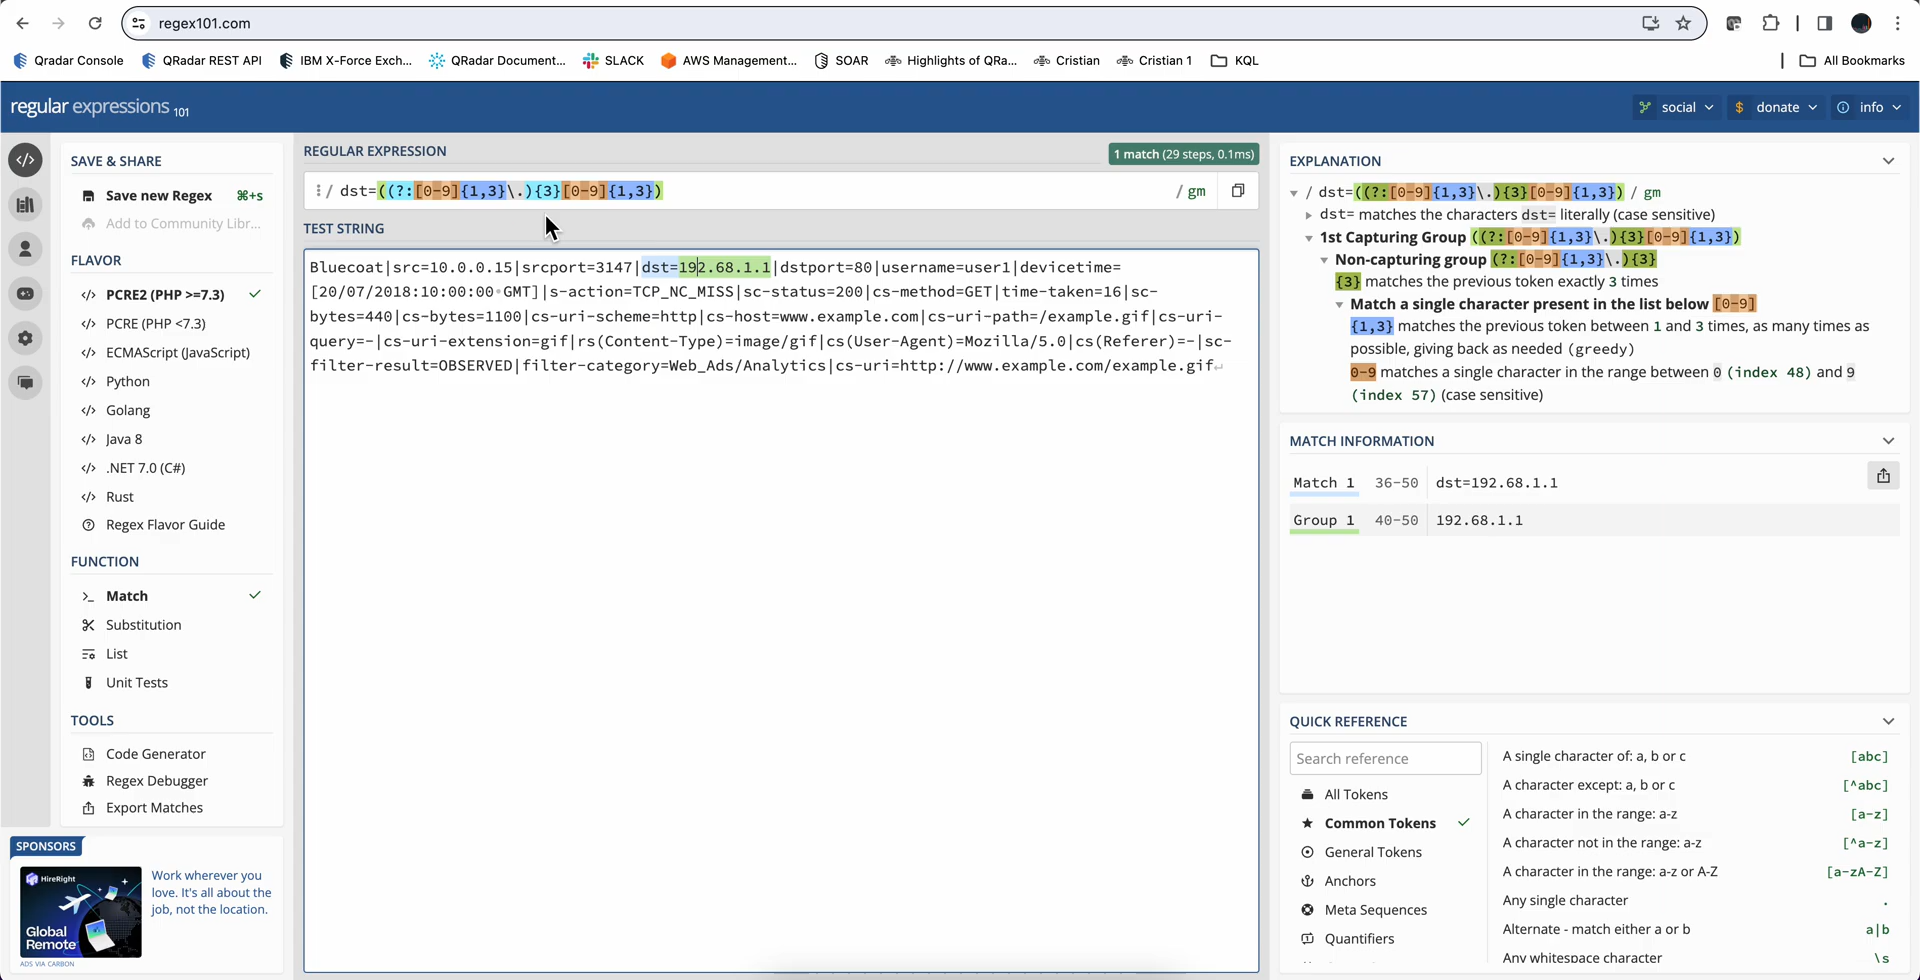 regex101.com
Qradar Console
QRadar REST API
IBM X-Force Exch...
QRadar Document...
SLACK
AWS Management...
SOAR
Highlights of QRa...
Cristian
Cristian 1
KQL
All Bookmarks
regular expressions 101
social
donate
info
SAVE & SHARE
Save new Regex ⌘+s
Add to Community Libr...
FLAVOR
PCRE2 (PHP >=7.3)
PCRE (PHP <7.3)
ECMAScript (JavaScript)
Python
Golang
Java 8
.NET 7.0 (C#)
Rust
Regex Flavor Guide
FUNCTION
Match
Substitution
List
Unit Tests
TOOLS
Code Generator
Regex Debugger
Export Matches
SPONSORS
HireRight
Global
Remote
Work wherever you
love. It's all about the
job, not the location.
ADS VIA CARBON
REGULAR EXPRESSION
1 match (29 steps, 0.1ms)
/ dst=((?:[0-9]{1,3}\.){3}[0-9]{1,3}) / gm
TEST STRING
Bluecoat|src=10.0.0.15|srcport=3147|dst=192.68.1.1|dstport=80|username=user1|devicetime=
[20/07/2018:10:00:00·GMT]|s-action=TCP_NC_MISS|sc-status=200|cs-method=GET|time-taken=16|sc-
bytes=440|cs-bytes=1100|cs-uri-scheme=http|cs-host=www.example.com|cs-uri-path=/example.gif|cs-uri-
query=-|cs-uri-extension=gif|rs(Content-Type)=image/gif|cs(User-Agent)=Mozilla/5.0|cs(Referer)=-|sc-
filter-result=OBSERVED|filter-category=Web_Ads/Analytics|cs-uri=http://www.example.com/example.gif
EXPLANATION
/ dst=((?:[0-9]{1,3}\.){3}[0-9]{1,3}) / gm
dst= matches the characters dst= literally (case sensitive)
1st Capturing Group ((?:[0-9]{1,3}\.){3}[0-9]{1,3})
Non-capturing group (?:[0-9]{1,3}\.){3}
{3} matches the previous token exactly 3 times
Match a single character present in the list below [0-9]
{1,3} matches the previous token between 1 and 3 times, as many times as
possible, giving back as needed (greedy)
0-9 matches a single character in the range between 0 (index 48) and 9
(index 57) (case sensitive)
MATCH INFORMATION
Match 1 36-50 dst=192.68.1.1
Group 1 40-50 192.68.1.1
QUICK REFERENCE
Search reference
All Tokens
Common Tokens
General Tokens
Anchors
Meta Sequences
Quantifiers
A single character of: a, b or c [abc]
A character except: a, b or c [^abc]
A character in the range: a-z [a-z]
A character not in the range: a-z [^a-z]
A character in the range: a-z or A-Z [a-zA-Z]
Any single character .
Alternate - match either a or b a|b
Any whitespace character \s